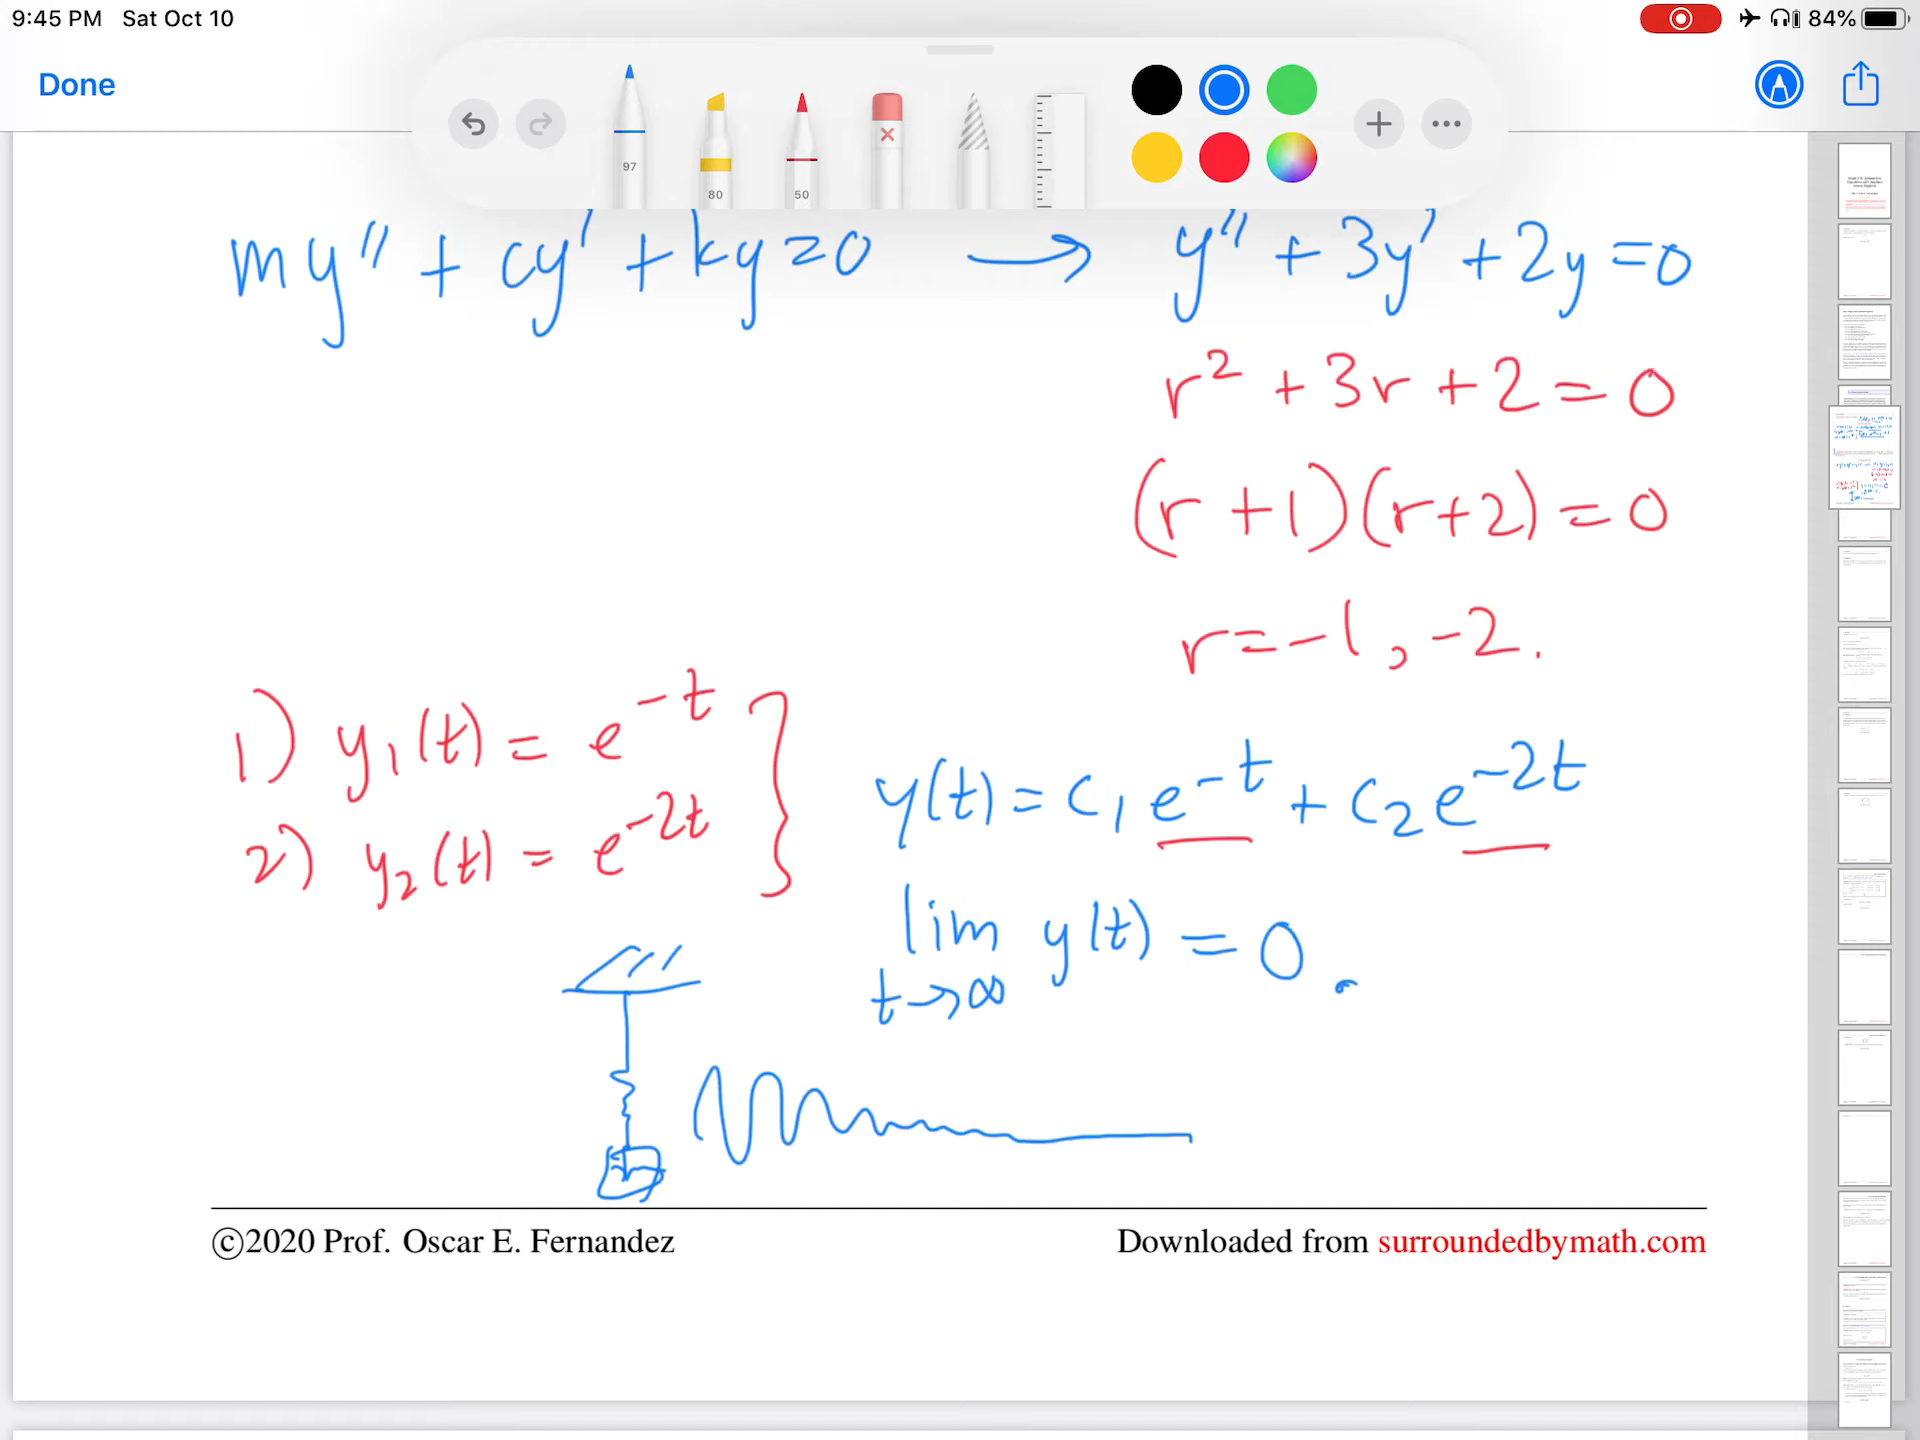 9:45 PM Sat Oct 10
84%
Done
97
80
50
my'' + cy' + ky = 0 → y'' + 3y' + 2y = 0
r² + 3r + 2 = 0
(r + 1)(r + 2) = 0
r = -1, -2.
1) y₁(t) = e^{-t}
2) y₂(t) = e^{-2t}
y(t) = c₁e^{-t} + c₂e^{-2t}
lim y(t) = 0.
t→∞
©2020 Prof. Oscar E. Fernandez
Downloaded from surroundedbymath.com